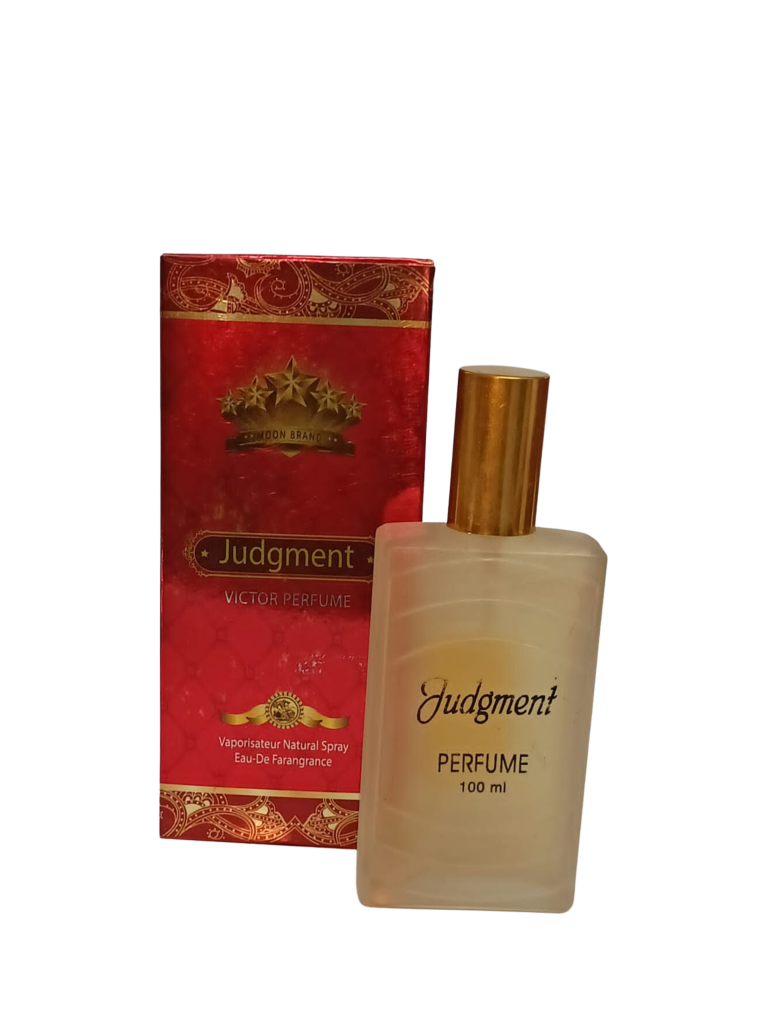 MOON BRAND
Judgment
VICTOR PERFUME
Vaporisateur Natural Spray
Eau-De Farangrance
Judgment
PERFUME
100 ml